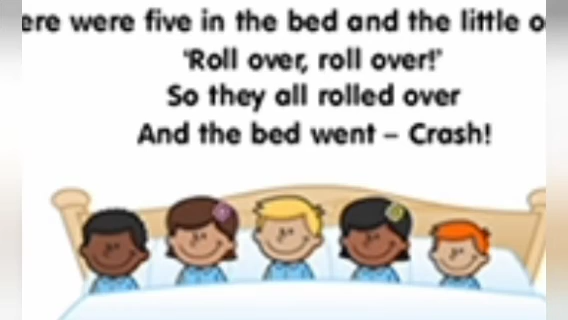 ere were five in the bed and the little o
'Roll over, roll over!'
So they all rolled over
And the bed went – Crash!